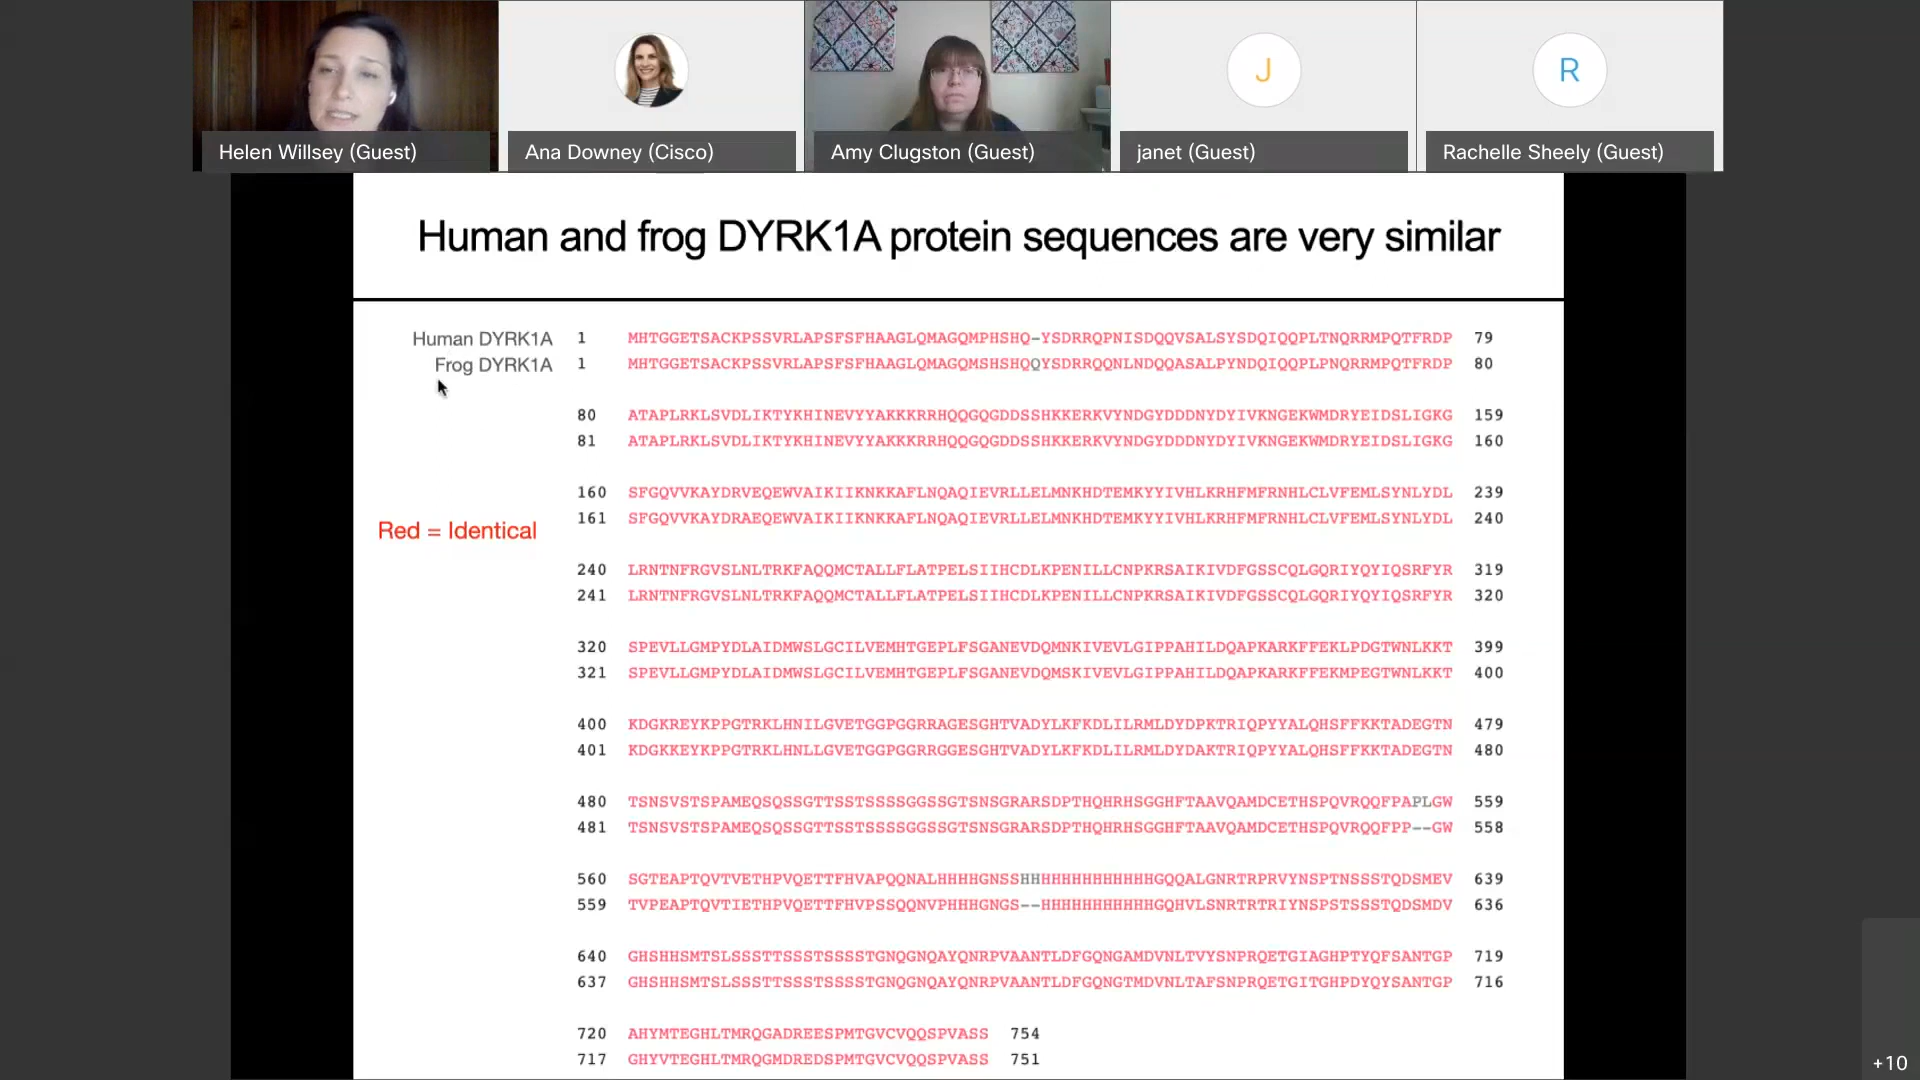 J
R
Helen Willsey (Guest)
Ana Downey (Cisco)
Amy Clugston (Guest)
janet (Guest)
Rachelle Sheely (Guest)
Human and frog DYRK1A protein sequences are very similar
Human DYRK1A 1 MHTGGETSACKPSSVRLAPSFSFHAAGLQMAGQMPHSHQ-YSDRRQPNISDQQVSALSYSDQIQQPLTNQRRMPQTFRDP 79
Frog DYRK1A 1 MHTGGETSACKPSSVRLAPSFSFHAAGLQMAGQMSHSHQQYSDRRQQNLNDQQASALPYNDQIQQPLPNQRRMPQTFRDP 80
80 ATAPLRKLSVDLIKTYKHINEVYYAKKKRRHQQGQGDDSSHKKERKVYNDGYDDDNYDYIVKNGEKWMDRYEIDSLIGKG 159
81 ATAPLRKLSVDLIKTYKHINEVYYAKKKRRHQQGQGDDSSHKKERKVYNDGYDDDNYDYIVKNGEKWMDRYEIDSLIGKG 160
160 SFGQVVKAYDRVEQEWVAIKIIKNKKAFLNQAQIEVRLLELMNKHDTEMKYYIVHLKRHFMFRNHLCLVFEMLSYNLYDL 239
161 SFGQVVKAYDRAEQEWVAIKIIKNKKAFLNQAQIEVRLLELMNKHDTEMKYYIVHLKRHFMFRNHLCLVFEMLSYNLYDL 240
Red = Identical
240 LRNTNFRGVSLNLTRKFAQQMCTALLFLATPELSIIHCDLKPENILLCNPKRSAIKIVDFGSSCQLGQRIYQYIQSRFYR 319
241 LRNTNFRGVSLNLTRKFAQQMCTALLFLATPELSIIHCDLKPENILLCNPKRSAIKIVDFGSSCQLGQRIYQYIQSRFYR 320
320 SPEVLLGMPYDLAIDMWSLGCILVEMHTGEPLFSGANEVDQMNKIVEVLGIPPAHILDQAPKARKFFEKLPDGTWNLKKT 399
321 SPEVLLGMPYDLAIDMWSLGCILVEMHTGEPLFSGANEVDQMSKIVEVLGIPPAHILDQAPKARKFFEKMPEGTWNLKKT 400
400 KDGKREYKPPGTRKLHNILGVETGGPGGRRAGESGHTVADYLKFKDLILRMLDYDPKTRIQPYYALQHSFFKKTADEGTN 479
401 KDGKKEYKPPGTRKLHNLLGVETGGPGGRRGGESGHTVADYLKFKDLILRMLDYDAKTRIQPYYALQHSFFKKTADEGTN 480
480 TSNSVSTSPAMEQSQSSGTTSSTSSSSGGSSGTSNSGRARSDPTHQHRHSGGHFTAAVQAMDCETHSPQVRQQFPAPLGW 559
481 TSNSVSTSPAMEQSQSSGTTSSTSSSSGGSSGTSNSGRARSDPTHQHRHSGGHFTAAVQAMDCETHSPQVRQQFPP--GW 558
560 SGTEAPTQVTVETHPVQETTFHVAPQQNALHHHHGNSSHHHHHHHHHHHHHGQQALGNRTRPRVYNSPTNSSSTQDSMEV 639
559 TVPEAPTQVTIETHPVQETTFHVPSSQQNVPHHHGNGS--HHHHHHHHHHHGQHVLSNRTRTRIYNSPSTSSSTQDSMDV 636
640 GHSHHSMTSLSSSTTSSSTSSSSTGNQGNQAYQNRPVAANTLDFGQNGAMDVNLTVYSNPRQETGIAGHPTYQFSANTGP 719
637 GHSHHSMTSLSSSTTSSSTSSSSTGNQGNQAYQNRPVAANTLDFGQNGTMDVNLTAFSNPRQETGITGHPDYQYSANTGP 716
720 AHYMTEGHLTMRQGADREESPMTGVCVQQSPVASS 754
717 GHYVTEGHLTMRQGMDREDSPMTGVCVQQSPVASS 751
+10